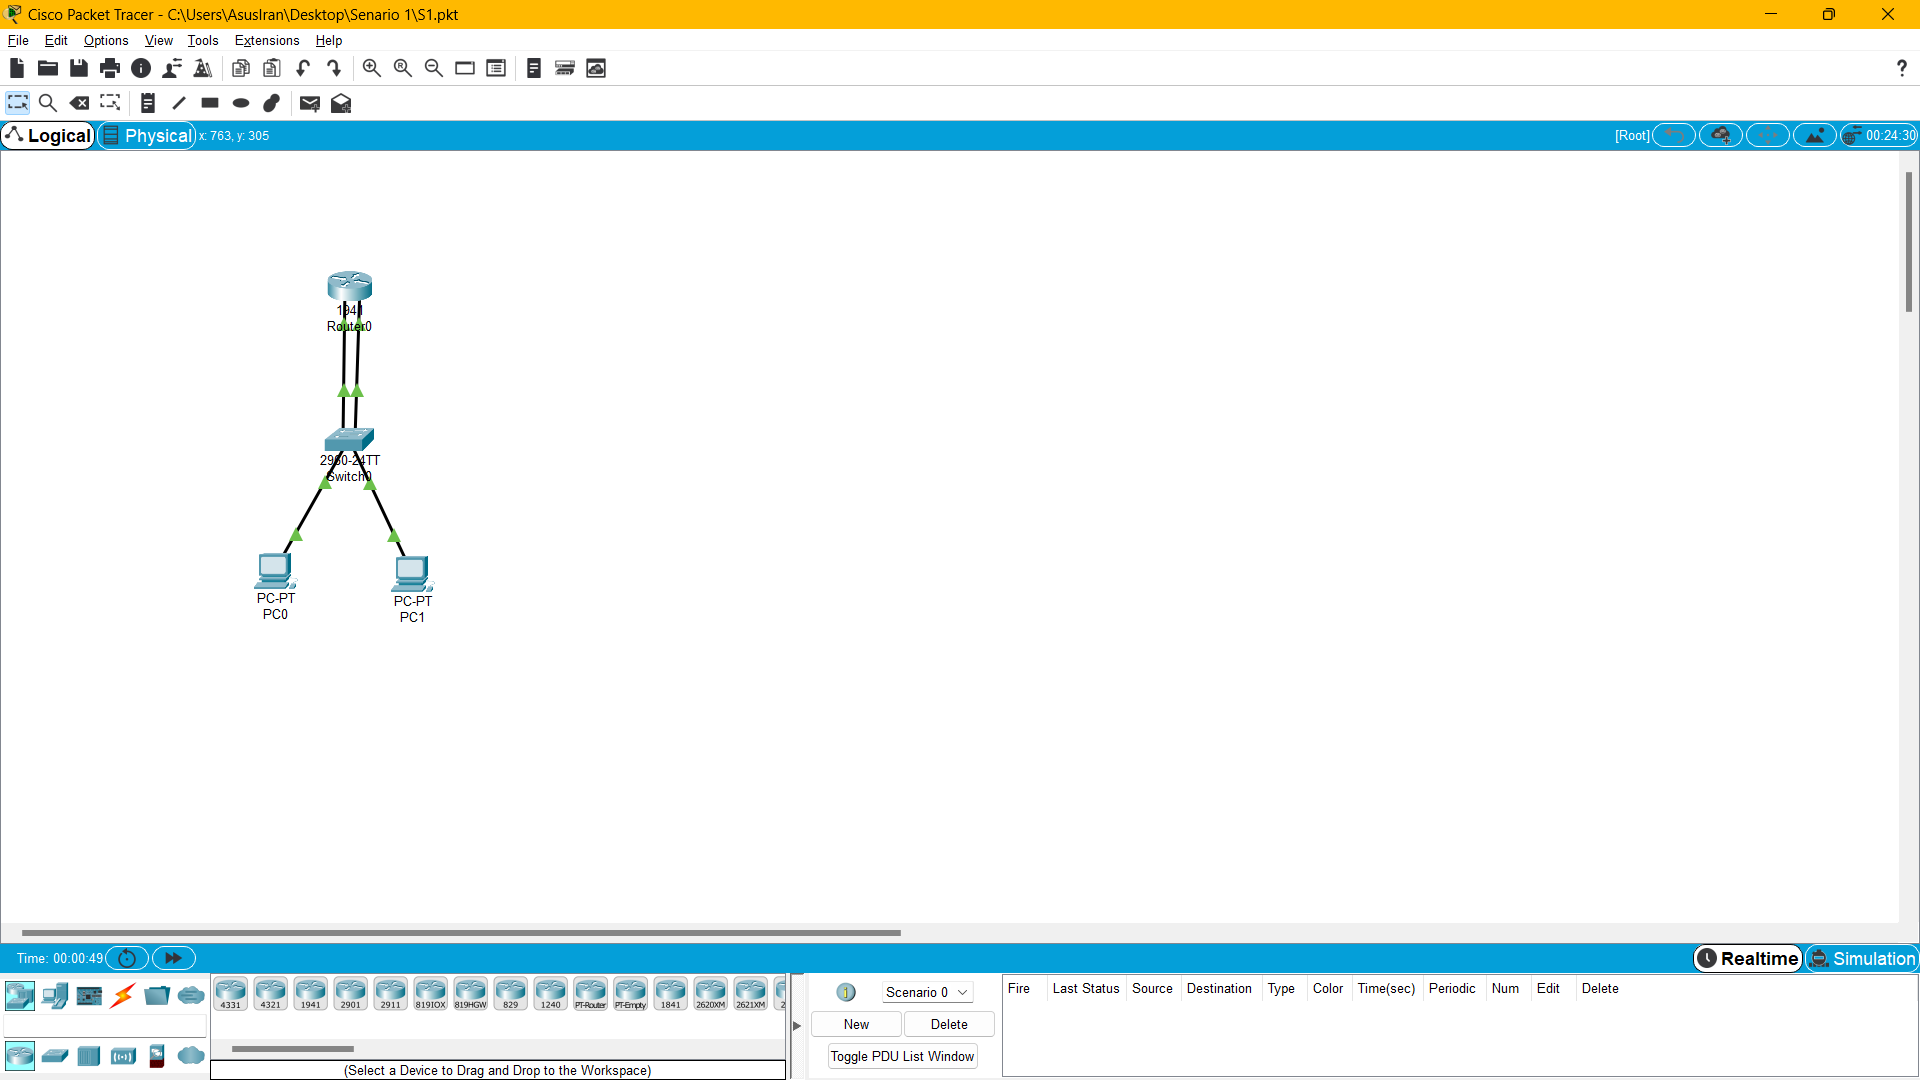 Cisco Packet Tracer - C:\Users\AsusIran\Desktop\Senario 1\S1.pkt
File Edit Options View Tools Extensions Help
?
Logical Physical x: 763, y: 305 [Root] 00:24:30
1941
Router0
2960-24TT
Switch0
PC-PT
PC0
PC-PT
PC1
Time: 00:00:49 Realtime Simulation
4331 4321 1941 2901 2911 819IOX 819HGW 829 1240 PT-Router PT-Empty 1841 2620XM 2621XM
(Select a Device to Drag and Drop to the Workspace)
1 Scenario 0
New Delete
Toggle PDU List Window
Fire Last Status Source Destination Type Color Time(sec) Periodic Num Edit Delete